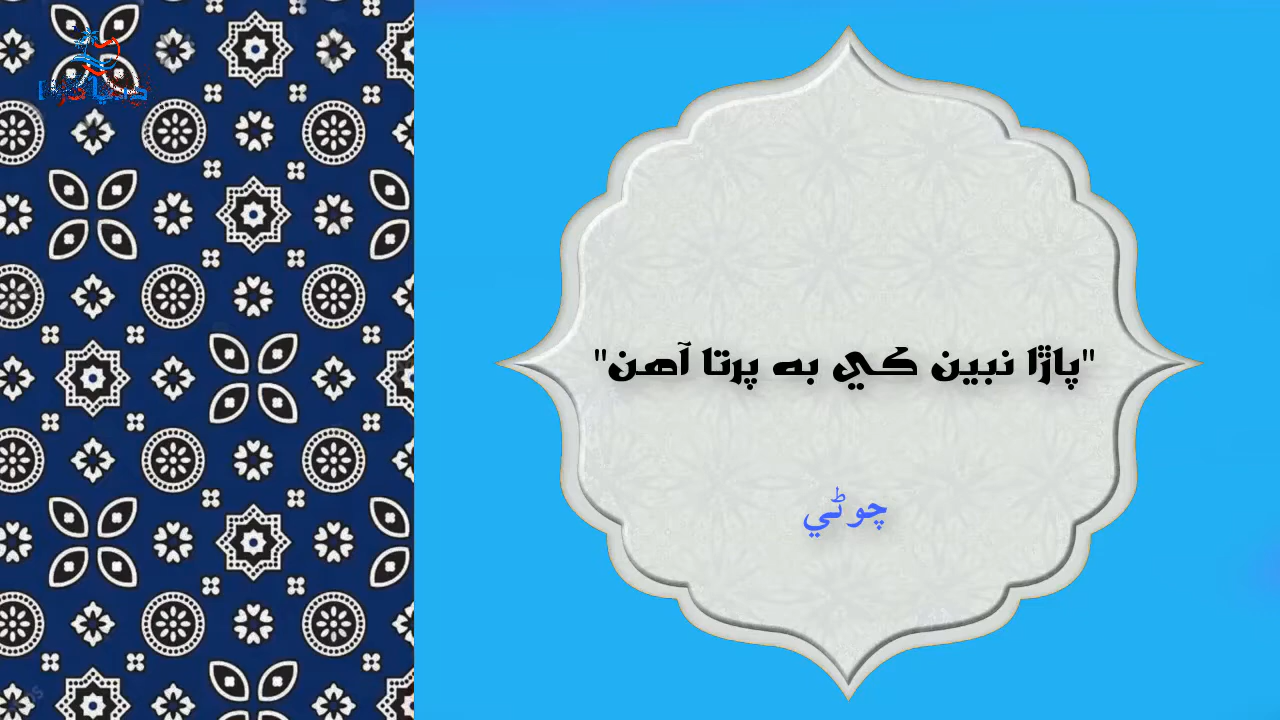 "پاڙا نبين کي به پرتا آهن"
چوڻي